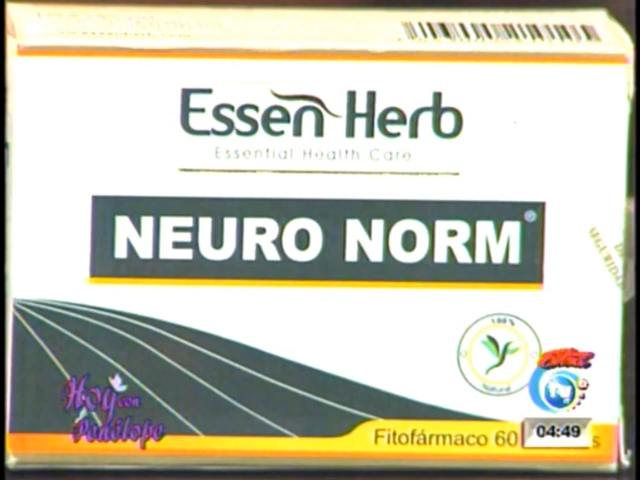 Essen Herb
Essential Health Care
NEURO NORM®
100%
Natural
Hoy con
Penélope
Fitofármaco 60
04:49